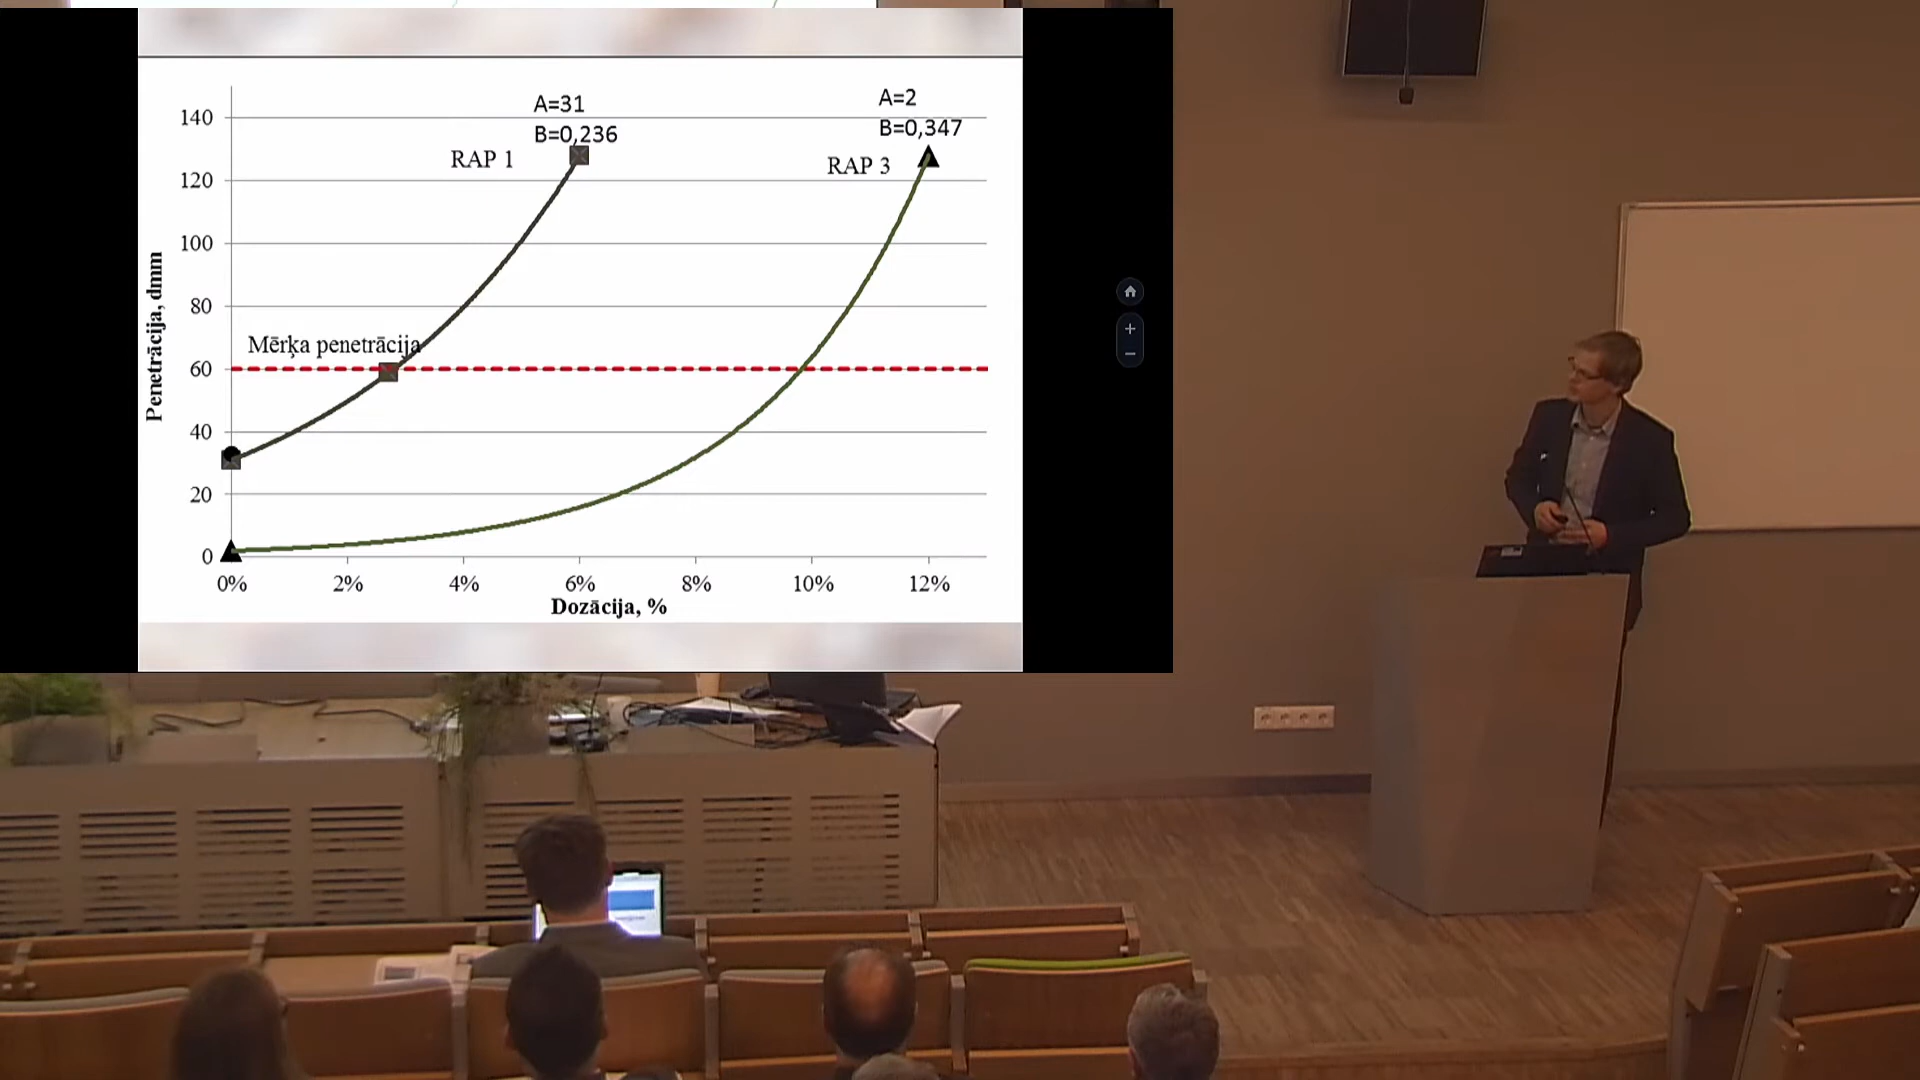 A=31
B=0,236
A=2
B=0,347
RAP 1
RAP 3
Mērķa penetrācija
Penetrācija, dmm
140
120
100
80
60
40
20
0
0%
2%
4%
6%
8%
10%
12%
Dozācija, %